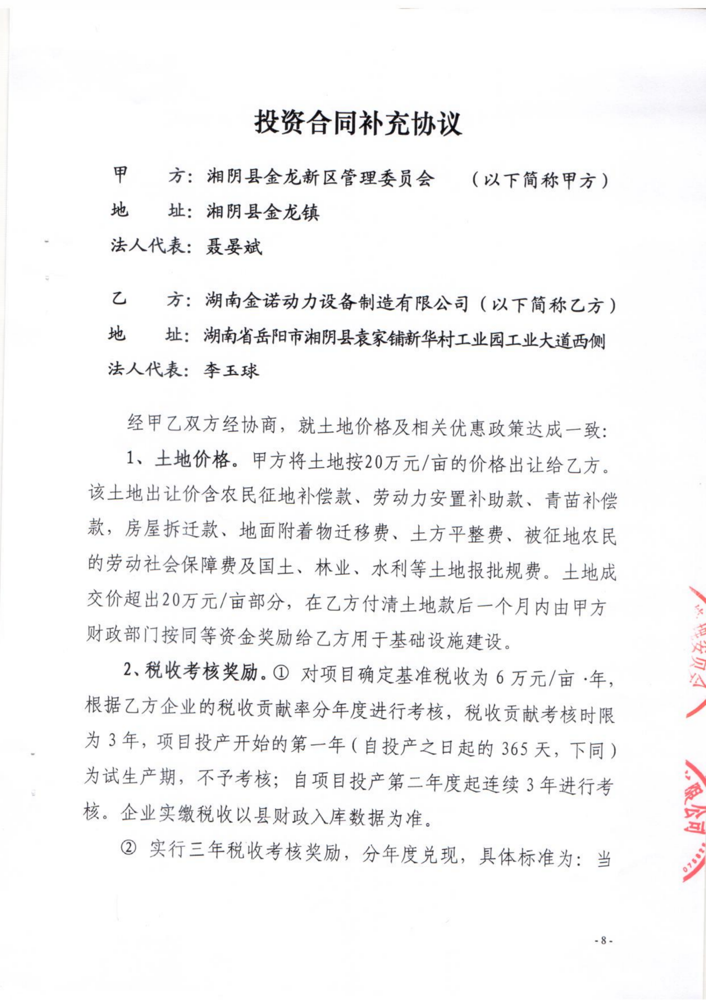 投资合同补充协议
甲 方：湘阴县金龙新区管理委员会 （以下简称甲方）
地 址：湘阴县金龙镇
法人代表：聂晏斌
乙 方：湖南金诺动力设备制造有限公司（以下简称乙方）
地 址：湖南省岳阳市湘阴县袁家铺新华村工业园工业大道西侧
法人代表：李玉球
经甲乙双方经协商，就土地价格及相关优惠政策达成一致：
1、土地价格。甲方将土地按20万元/亩的价格出让给乙方。
该土地出让价含农民征地补偿款、劳动力安置补助款、青苗补偿
款，房屋拆迁款、地面附着物迁移费、土方平整费、被征地农民
的劳动社会保障费及国土、林业、水利等土地报批规费。土地成
交价超出20万元/亩部分，在乙方付清土地款后一个月内由甲方
财政部门按同等资金奖励给乙方用于基础设施建设。
2、税收考核奖励。① 对项目确定基准税收为 6 万元/亩 ·年，
根据乙方企业的税收贡献率分年度进行考核，税收贡献考核时限
为 3 年，项目投产开始的第一年（自投产之日起的 365 天，下同）
为试生产期，不予考核；自项目投产第二年度起连续 3 年进行考
核。企业实缴税收以县财政入库数据为准。
② 实行三年税收考核奖励，分年度兑现，具体标准为：当
理委员会
限公司
- 8 -